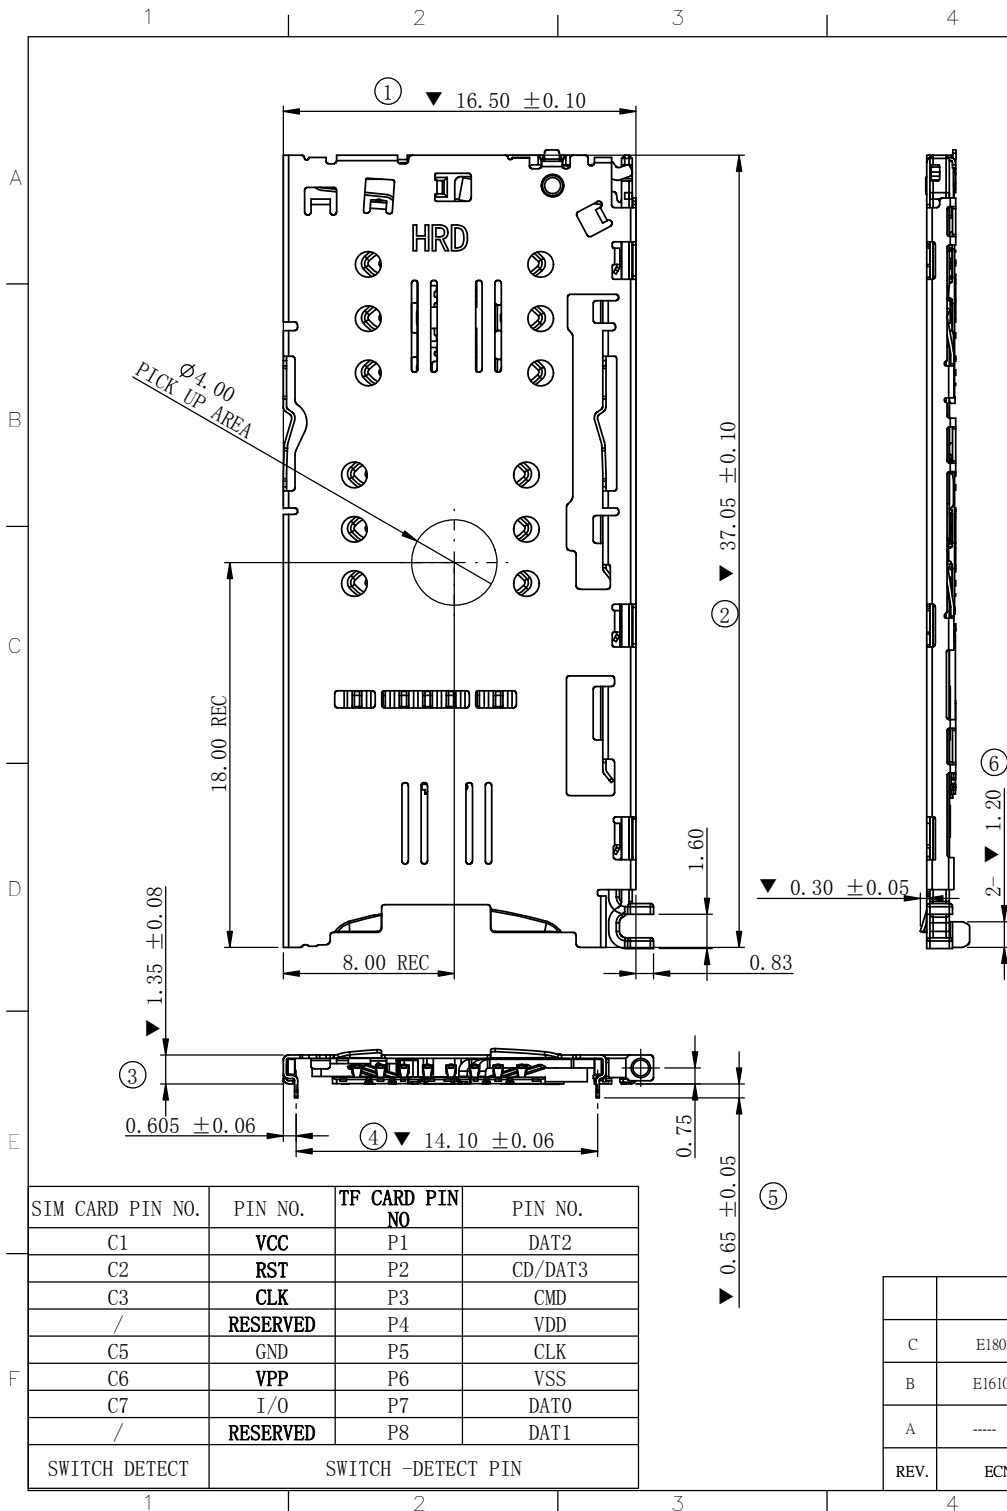 1 2 3 4
① ▼ 16.50 ±0.10
A
HRD
Ø4.00
PICK UP AREA
B
▼ 37.05 ±0.10
②
C
18.00 REC
⑥
2- ▼ 1.20
1.60
▼ 0.30 ±0.05
D
▼ 1.35 ±0.08
8.00 REC
0.83
③
0.605 ±0.06
④ ▼ 14.10 ±0.06
0.75
E
▼ 0.65 ±0.05
⑤
SIM CARD PIN NO. PIN NO. TF CARD PIN NO PIN NO.
C1 VCC P1 DAT2
C2 RST P2 CD/DAT3
C3 CLK P3 CMD
/ RESERVED P4 VDD
C5 GND P5 CLK
C6 VPP P6 VSS
C7 I/O P7 DAT0
/ RESERVED P8 DAT1
SWITCH DETECT SWITCH -DETECT PIN
F
C E180
B E1610
A -----
REV. ECN
1 2 3 4